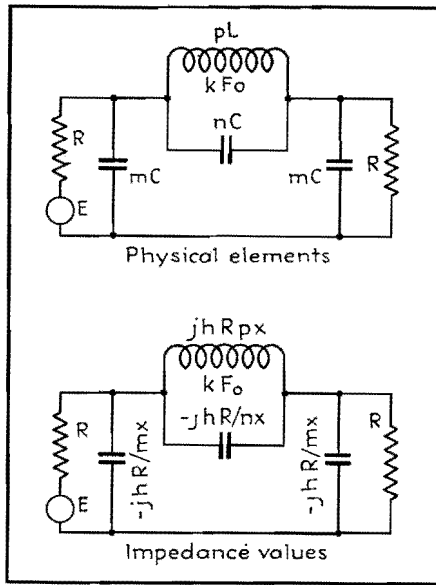 pL
kFo
nC
R
mC
mC
R
E
Physical elements
jhRpx
kFo
-jhR/nx
R
-jhR/mx
-jhR/mx
R
E
Impedance values